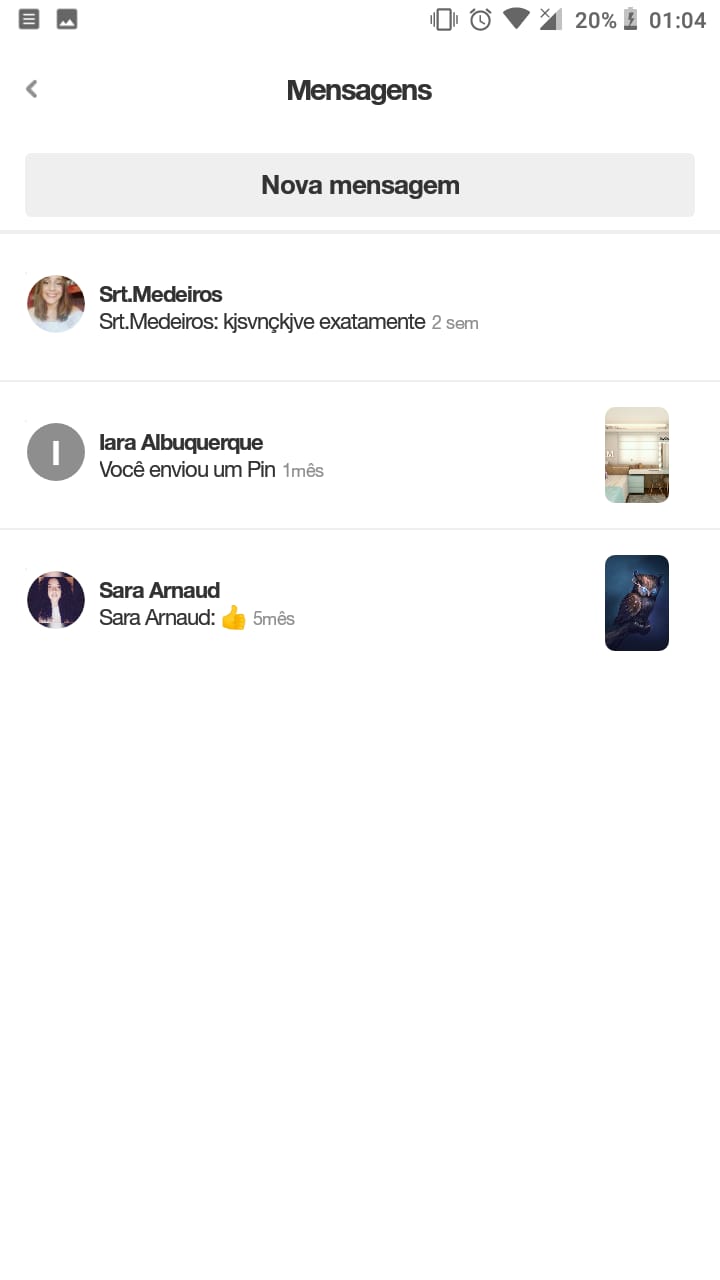 20% 01:04
Mensagens
Nova mensagem
Srt.Medeiros
Srt.Medeiros: kjsvnçkjve exatamente 2 sem
I
Iara Albuquerque
Você enviou um Pin 1mês
M
Sara Arnaud
Sara Arnaud: 👍 5mês